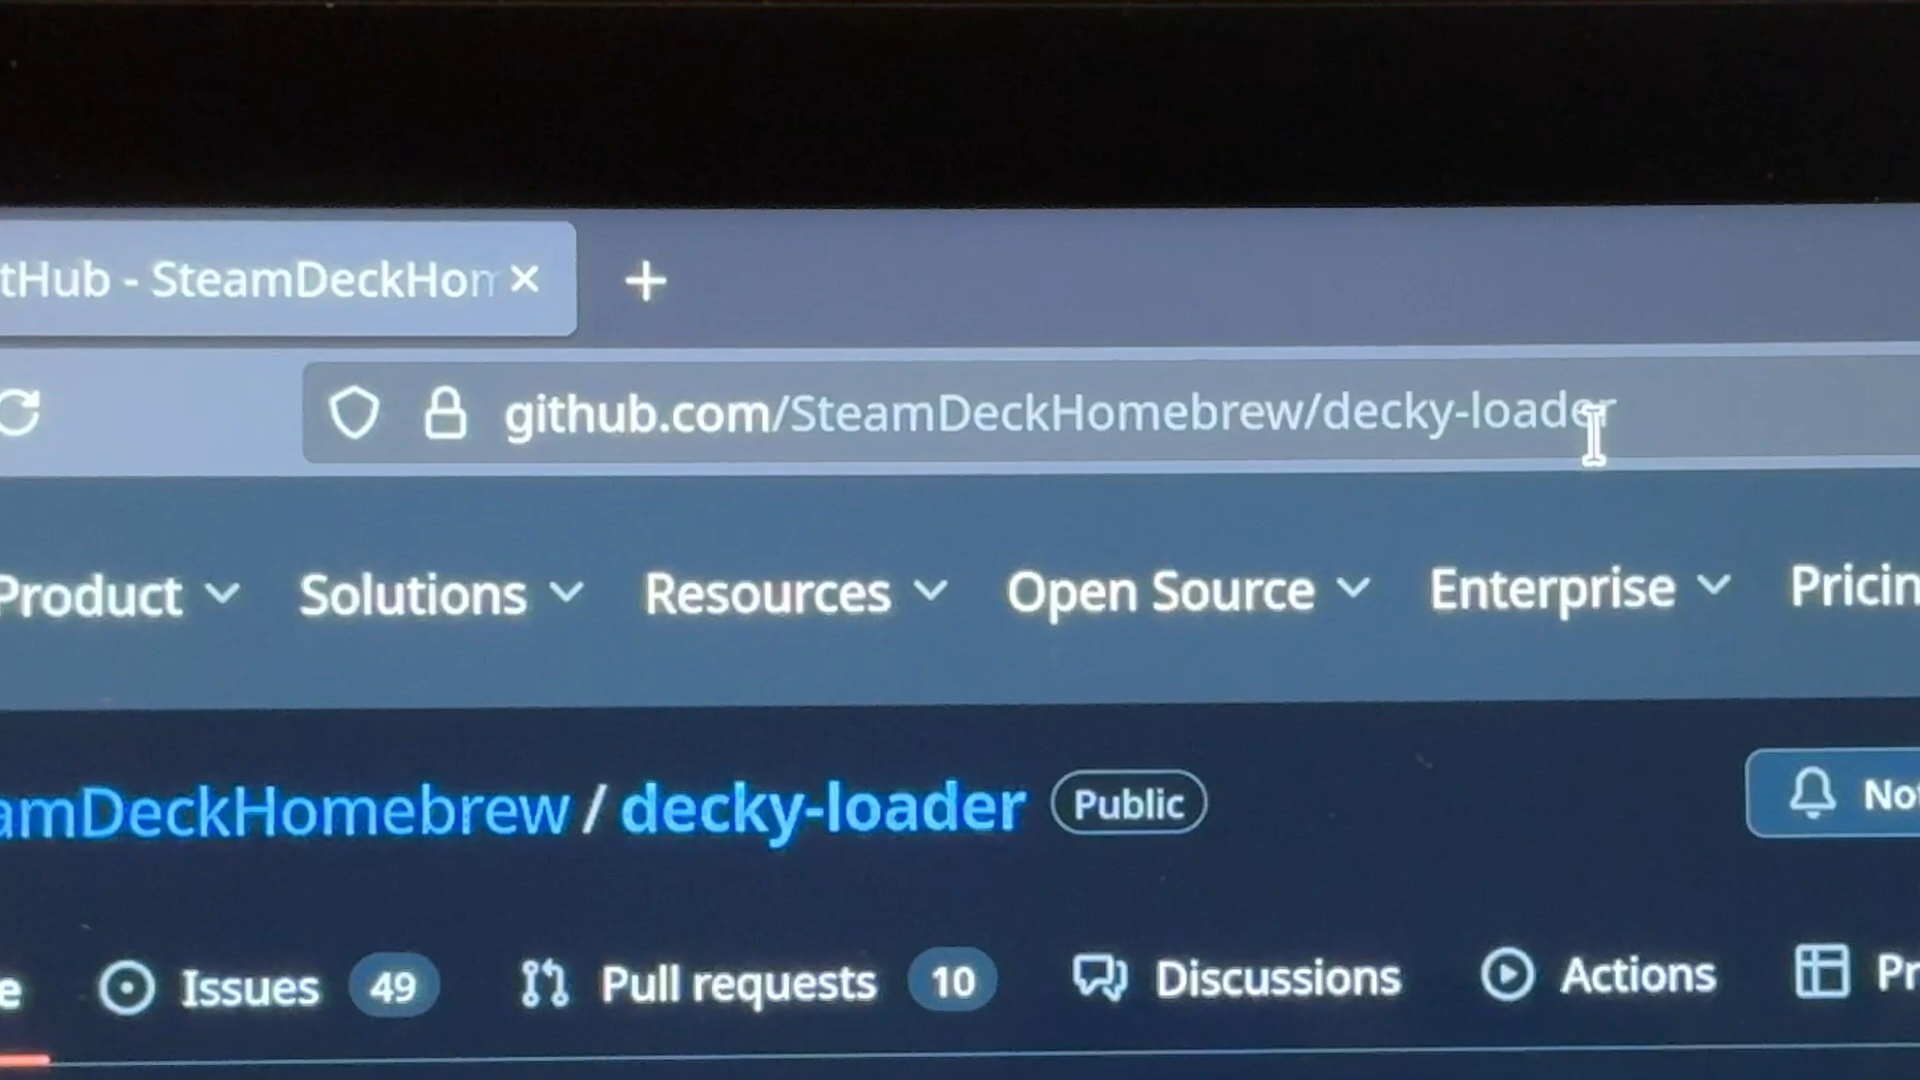 tHub - SteamDeckHom
github.com/SteamDeckHomebrew/decky-loader
Product Solutions Resources Open Source Enterprise Pricin
amDeckHomebrew / decky-loader Public No
e Issues 49 Pull requests 10 Discussions Actions Pr